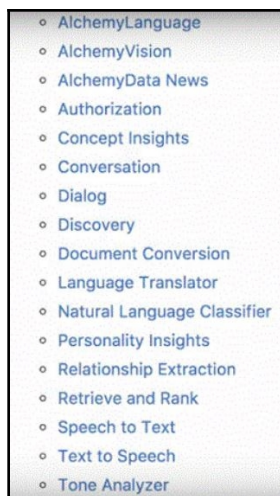 AlchemyLanguage
AlchemyVision
AlchemyData News
Authorization
Concept Insights
Conversation
Dialog
Discovery
Document Conversion
Language Translator
Natural Language Classifier
Personality Insights
Relationship Extraction
Retrieve and Rank
Speech to Text
Text to Speech
Tone Analyzer